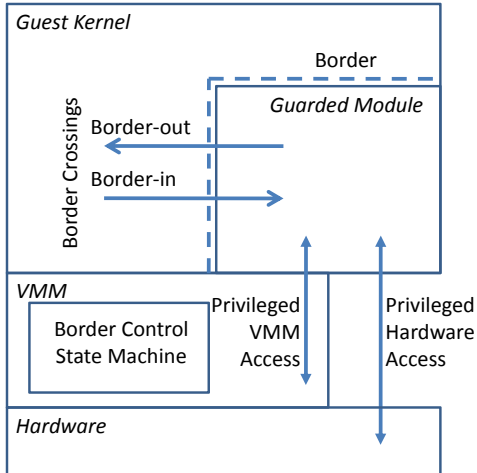 Guest Kernel
Border
Guarded Module
Border Crossings
Border-out
Border-in
VMM
Border Control
State Machine
Privileged
VMM
Access
Privileged
Hardware
Access
Hardware